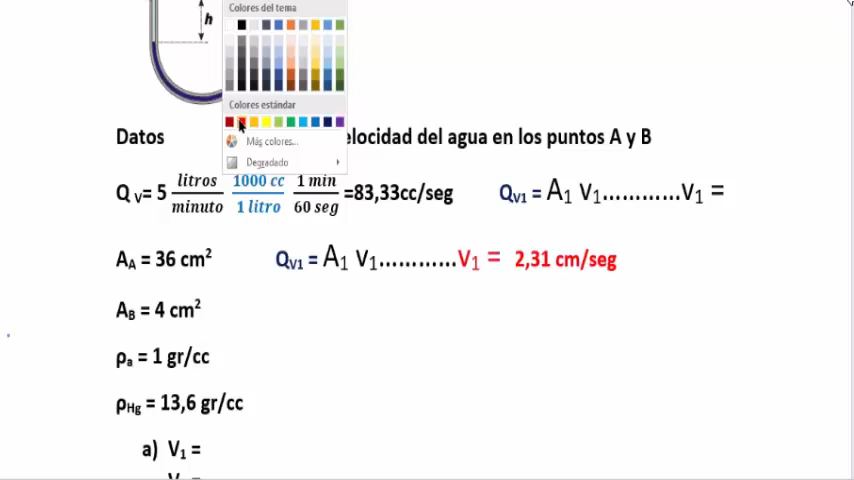 h
Colores del tema
Colores estándar
Más colores...
Degradado
Datos elocidad del agua en los puntos A y B
Q V= 5 litros/minuto 1000 cc/1 litro 1 min/60 seg =83,33cc/seg QV1 = A1 v1............v1 =
AA = 36 cm² QV1 = A1 v1............v1 = 2,31 cm/seg
AB = 4 cm²
ρa = 1 gr/cc
ρHg = 13,6 gr/cc
a) V1 =